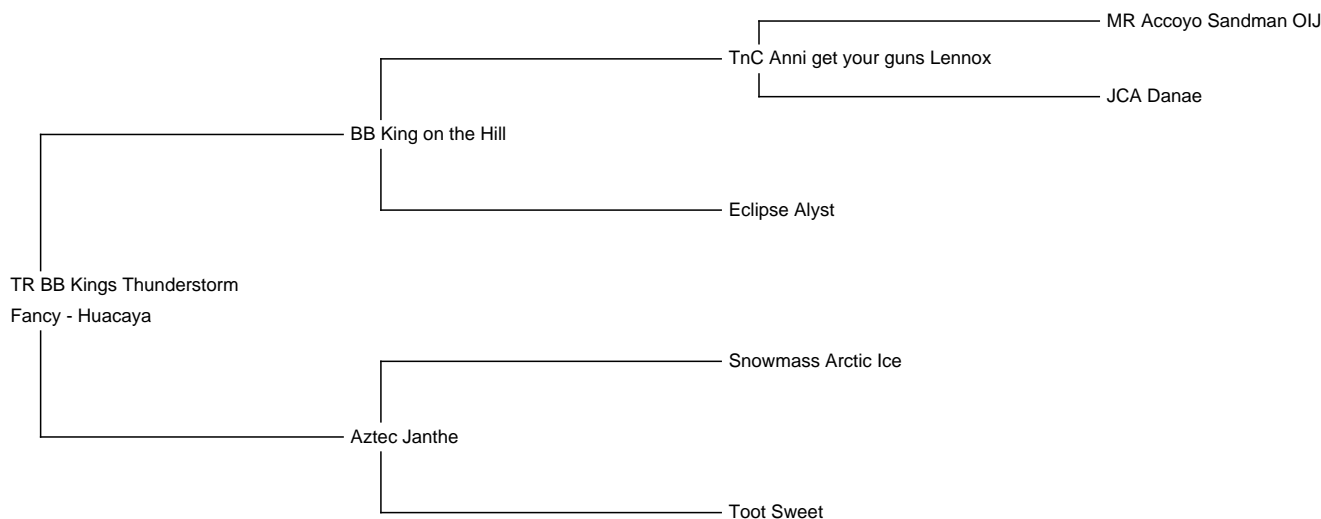 MR Accoyo Sandman OIJ
TnC Anni get your guns Lennox
JCA Danae
BB King on the Hill
Eclipse Alyst
TR BB Kings Thunderstorm
Fancy - Huacaya
Snowmass Arctic Ice
Aztec Janthe
Toot Sweet